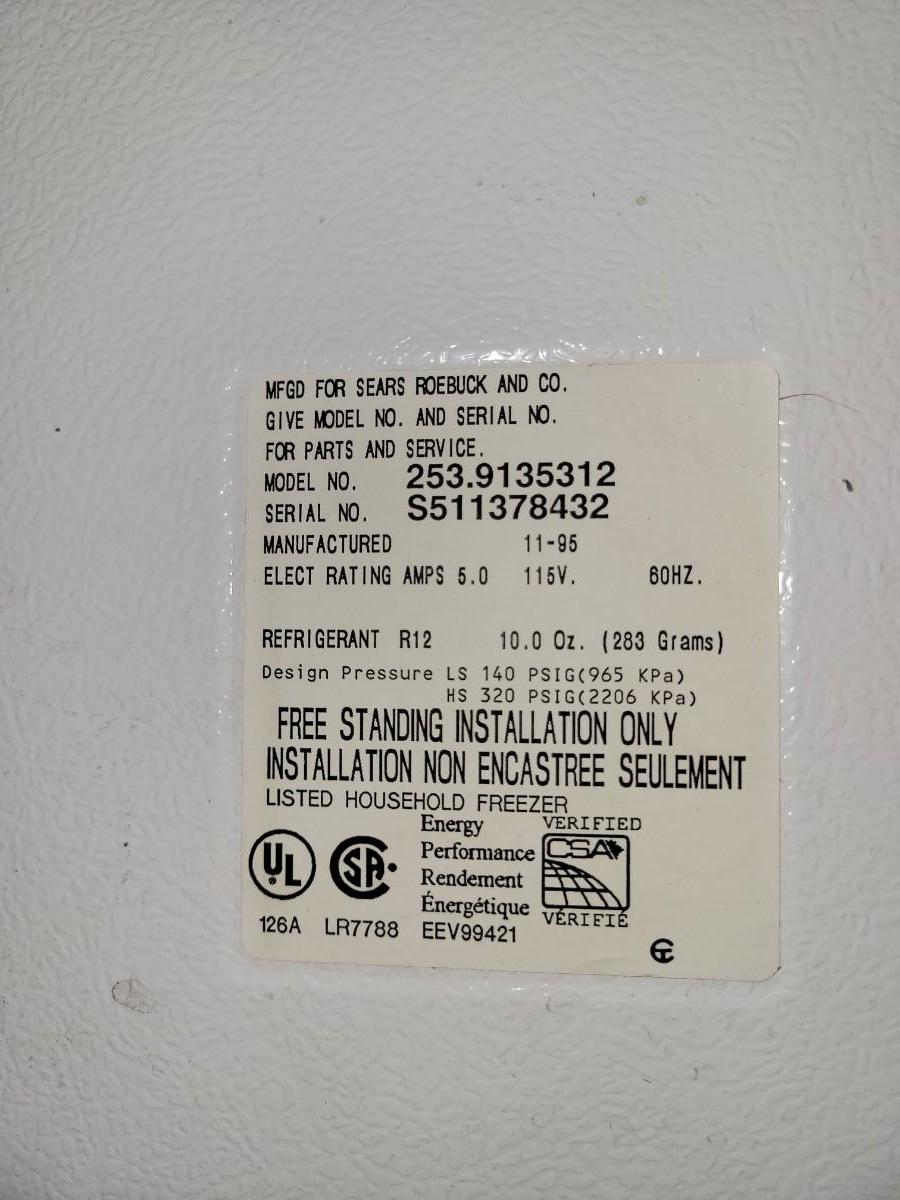 MFGD FOR SEARS ROEBUCK AND CO.
GIVE MODEL NO. AND SERIAL NO.
FOR PARTS AND SERVICE.
MODEL NO. 253.9135312
SERIAL NO. S511378432
MANUFACTURED 11-95
ELECT RATING AMPS 5.0 115V. 60HZ.
REFRIGERANT R12 10.0 Oz. (283 Grams)
Design Pressure LS 140 PSIG(965 KPa)
HS 320 PSIG(2206 KPa)
FREE STANDING INSTALLATION ONLY
INSTALLATION NON ENCASTREE SEULEMENT
LISTED HOUSEHOLD FREEZER
UL
126A
SA
LR7788
Energy
Performance
Rendement
Énergétique
EEV99421
VERIFIED
CSA
VÉRIFIÉ